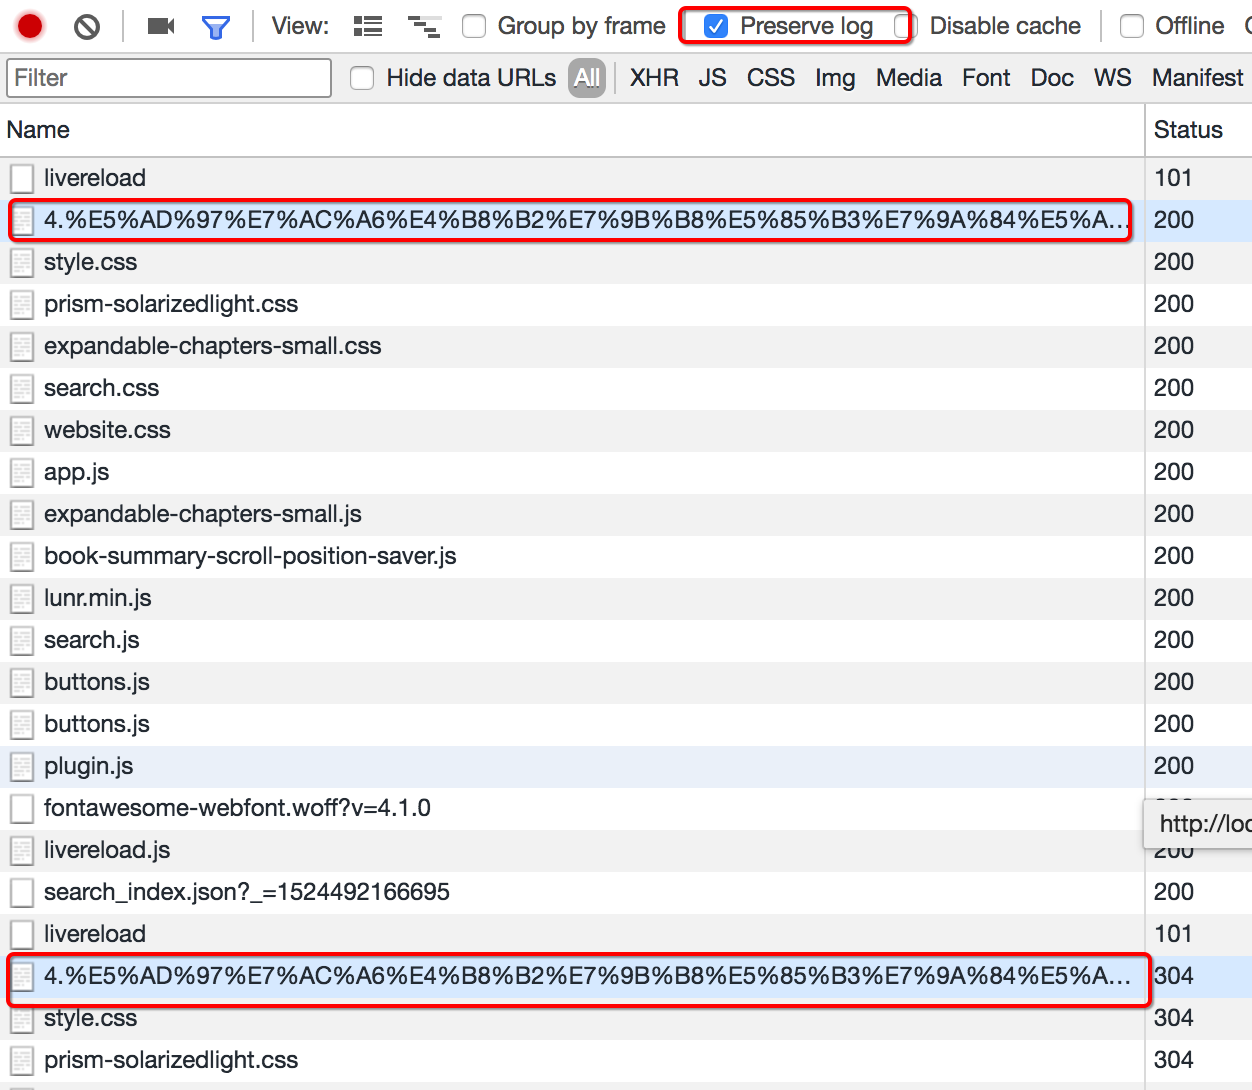 View: Group by frame Preserve log Disable cache Offline
Filter Hide data URLs All XHR JS CSS Img Media Font Doc WS Manifest
Name Status
livereload 101
4.%E5%AD%97%E7%AC%A6%E4%B8%B2%E7%9B%B8%E5%85%B3%E7%9A%84%E5%A... 200
style.css 200
prism-solarizedlight.css 200
expandable-chapters-small.css 200
search.css 200
website.css 200
app.js 200
expandable-chapters-small.js 200
book-summary-scroll-position-saver.js 200
lunr.min.js 200
search.js 200
buttons.js 200
buttons.js 200
plugin.js 200
fontawesome-webfont.woff?v=4.1.0
http://loc
livereload.js 200
search_index.json?_=1524492166695 200
livereload 101
4.%E5%AD%97%E7%AC%A6%E4%B8%B2%E7%9B%B8%E5%85%B3%E7%9A%84%E5%A... 304
style.css 304
prism-solarizedlight.css 304